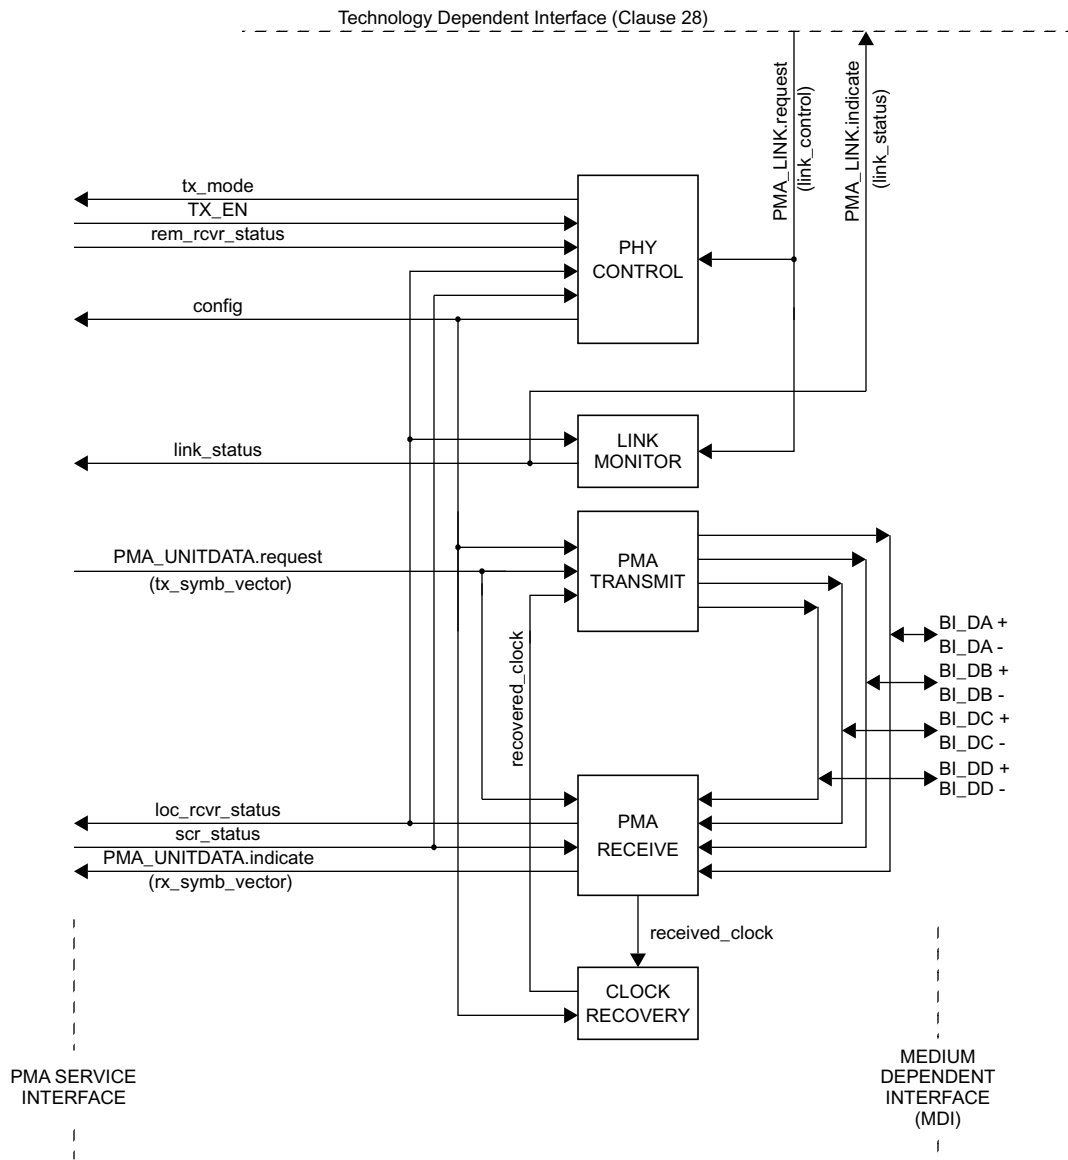 Technology Dependent Interface (Clause 28)
PMA_LINK.request
(link_control)
PMA_LINK.indicate
(link_status)
tx_mode
TX_EN
rem_rcvr_status
PHY
CONTROL
config
LINK
MONITOR
link_status
PMA_UNITDATA.request
(tx_symb_vector)
PMA
TRANSMIT
recovered_clock
BI_DA +
BI_DA -
BI_DB +
BI_DB -
BI_DC +
BI_DC -
BI_DD +
BI_DD -
loc_rcvr_status
scr_status
PMA_UNITDATA.indicate
(rx_symb_vector)
PMA
RECEIVE
received_clock
CLOCK
RECOVERY
PMA SERVICE
INTERFACE
MEDIUM
DEPENDENT
INTERFACE
(MDI)